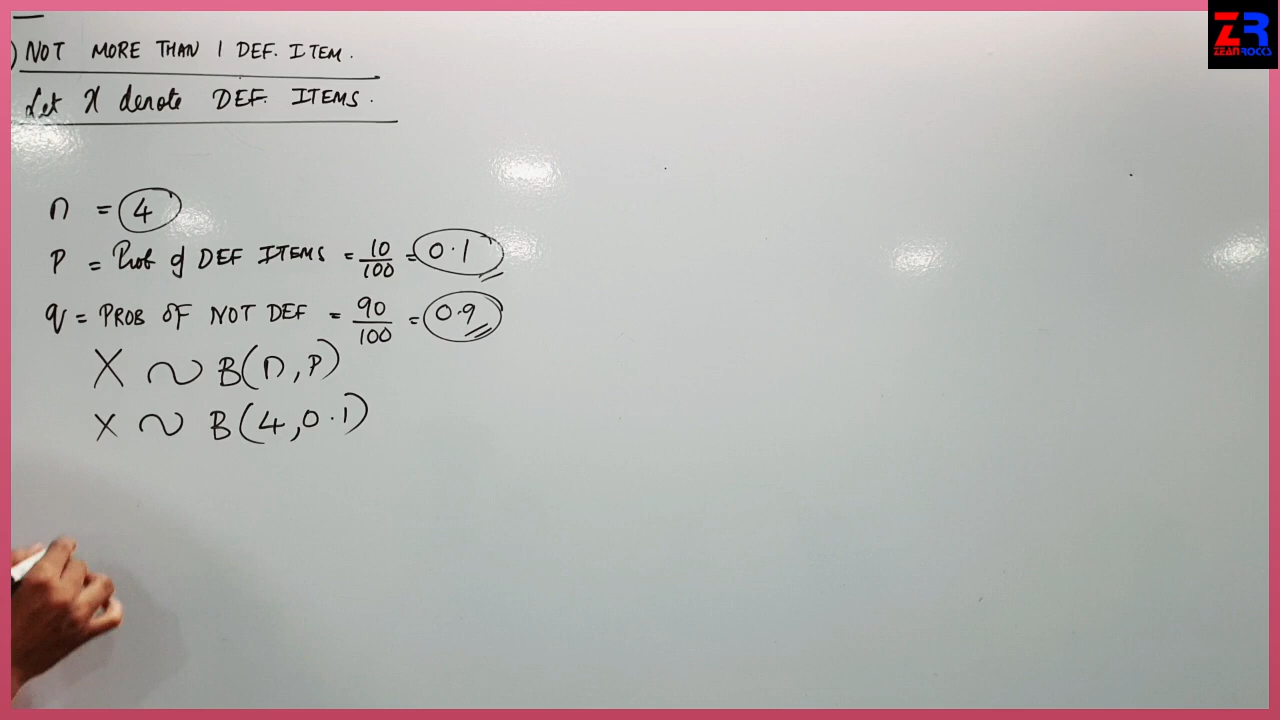 ZR
ZEAN ROCKS
) NOT MORE THAN 1 DEF. ITEM.
Let X denote DEF. ITEMS.
n = 4
P = Prob of DEF ITEMS = 10/100 = 0.1
q = PROB OF NOT DEF = 90/100 = 0.9
X ~ B(n, P)
X ~ B(4, 0.1)